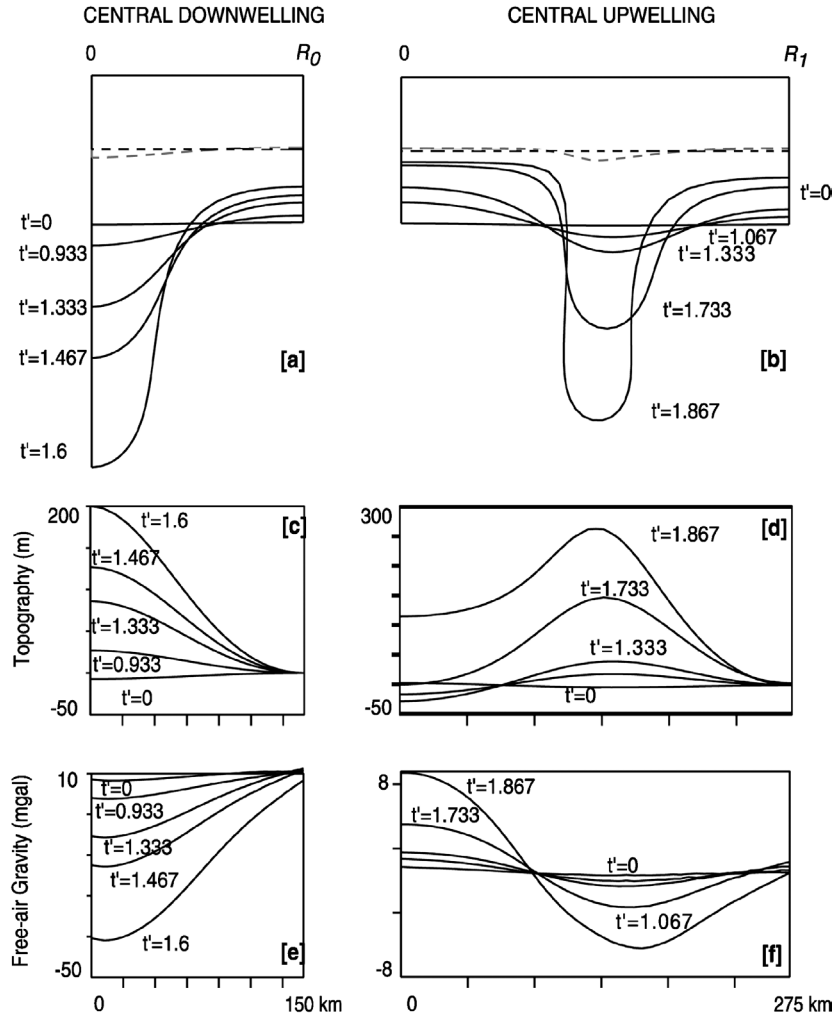 CENTRAL DOWNWELLING
CENTRAL UPWELLING
0
R0
0
R1
t'=0
t'=0.933
t'=1.333
t'=1.467
t'=1.6
[a]
t'=0
t'=1.067
t'=1.333
t'=1.733
t'=1.867
[b]
Topography (m)
200
-50
t'=1.6
t'=1.467
t'=1.333
t'=0.933
t'=0
[c]
300
-50
t'=1.867
t'=1.733
t'=1.333
t'=0
[d]
Free-air Gravity (mgal)
10
-50
t'=0
t'=0.933
t'=1.333
t'=1.467
t'=1.6
[e]
0
150 km
8
-8
t'=1.867
t'=1.733
t'=0
t'=1.067
[f]
0
275 km